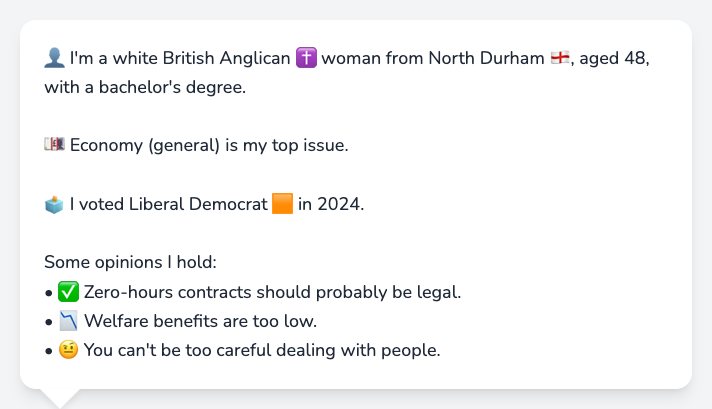 👤 I'm a white British Anglican ✝️ woman from North Durham 🏴󠁧󠁢󠁥󠁮󠁧󠁿, aged 48,
with a bachelor's degree.
💷 Economy (general) is my top issue.
🗳️ I voted Liberal Democrat 🟧 in 2024.
Some opinions I hold:
• ✅ Zero-hours contracts should probably be legal.
• 📉 Welfare benefits are too low.
• 🤨 You can't be too careful dealing with people.